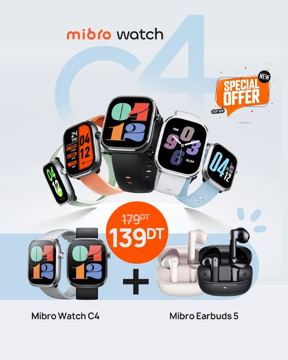 mibro watch
C4
SPECIAL
OFFER
NEW
179DT
139DT
Mibro Watch C4
Mibro Earbuds 5